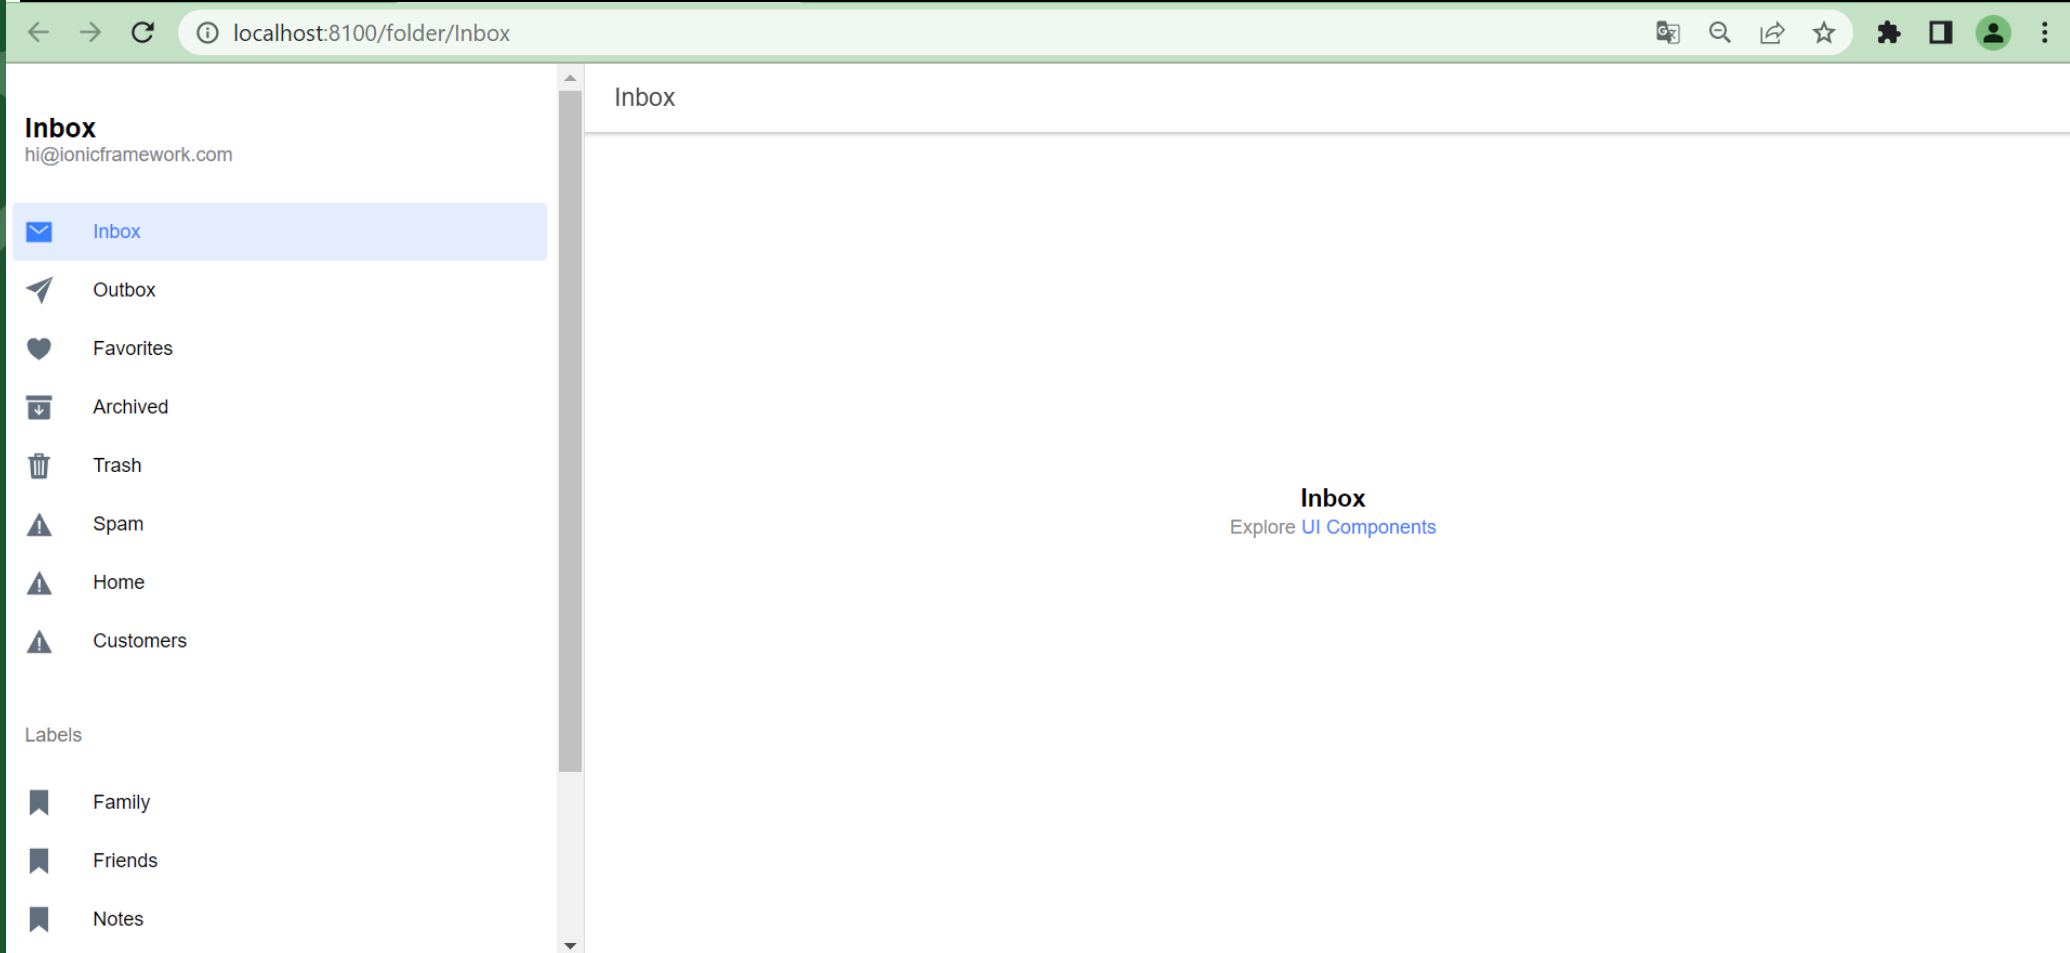 localhost:8100/folder/Inbox
Inbox
hi@ionicframework.com
Inbox
Outbox
Favorites
Archived
Trash
Spam
Home
Customers
Labels
Family
Friends
Notes
Inbox
Inbox
Explore UI Components